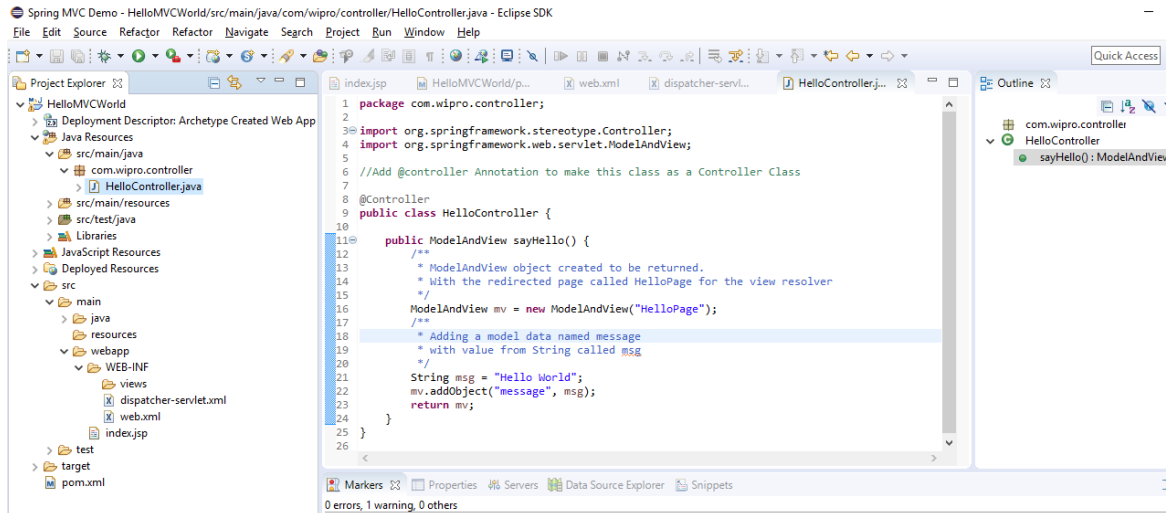 Spring MVC Demo - HelloMVCWorld/src/main/java/com/wipro/controller/HelloController.java - Eclipse SDK
File Edit Source Refactor Refactor Navigate Search Project Run Window Help
Quick Access
Project Explorer
HelloMVCWorld
Deployment Descriptor: Archetype Created Web App
Java Resources
src/main/java
com.wipro.controller
HelloController.java
src/main/resources
src/test/java
Libraries
JavaScript Resources
Deployed Resources
src
main
java
resources
webapp
WEB-INF
views
dispatcher-servlet.xml
web.xml
index.jsp
test
target
pom.xml
index.jsp HelloMVCWorld/p... web.xml dispatcher-servl... HelloController.j...
1 package com.wipro.controller;
2
3 import org.springframework.stereotype.Controller;
4 import org.springframework.web.servlet.ModelAndView;
5
6 //Add @controller Annotation to make this class as a Controller Class
7
8 @Controller
9 public class HelloController {
10
11 public ModelAndView sayHello() {
12 /**
13 * ModelAndView object created to be returned.
14 * With the redirected page called HelloPage for the view resolver
15 */
16 ModelAndView mv = new ModelAndView("HelloPage");
17 /**
18 * Adding a model data named message
19 * with value from String called msg
20 */
21 String msg = "Hello World";
22 mv.addObject("message", msg);
23 return mv;
24 }
25 }
26
Outline
com.wipro.controller
HelloController
sayHello() : ModelAndView
Markers Properties Servers Data Source Explorer Snippets
0 errors, 1 warning, 0 others